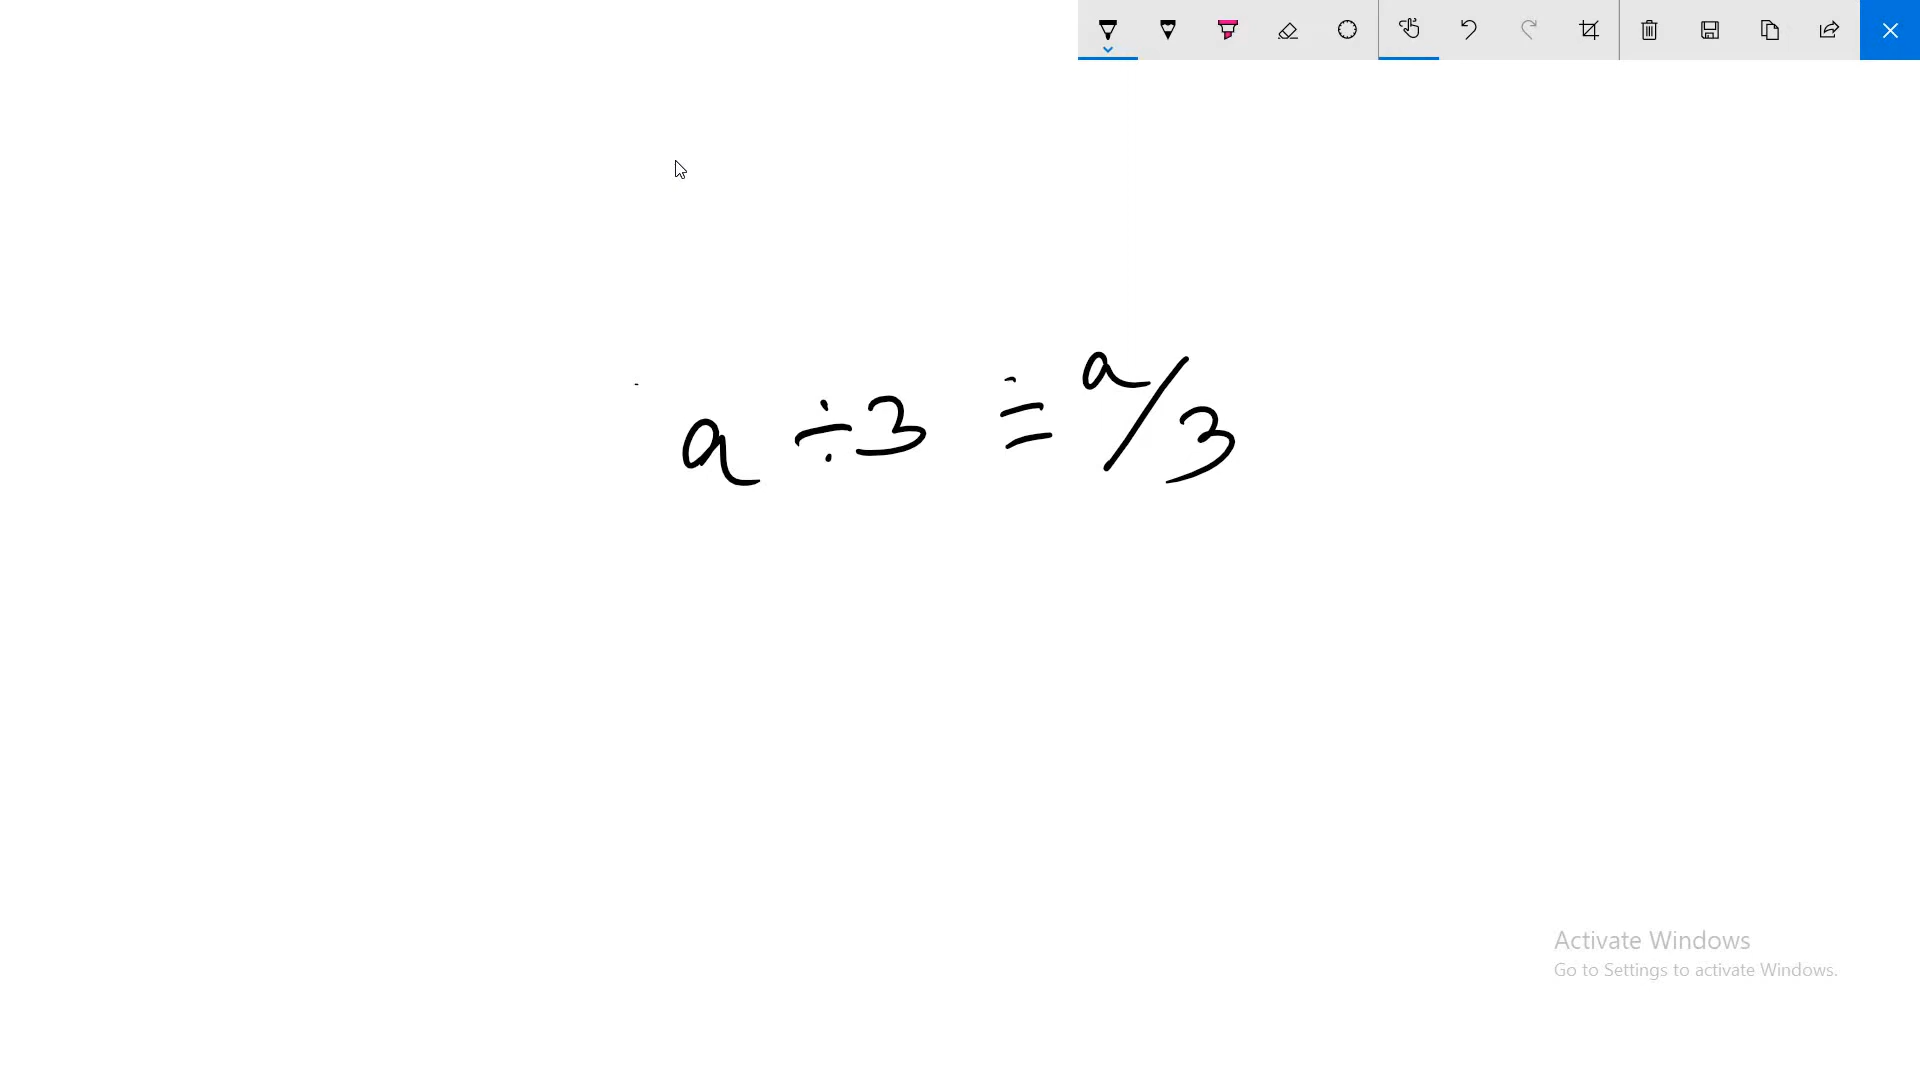 a ÷ 3 = a/3
Activate Windows
Go to Settings to activate Windows.